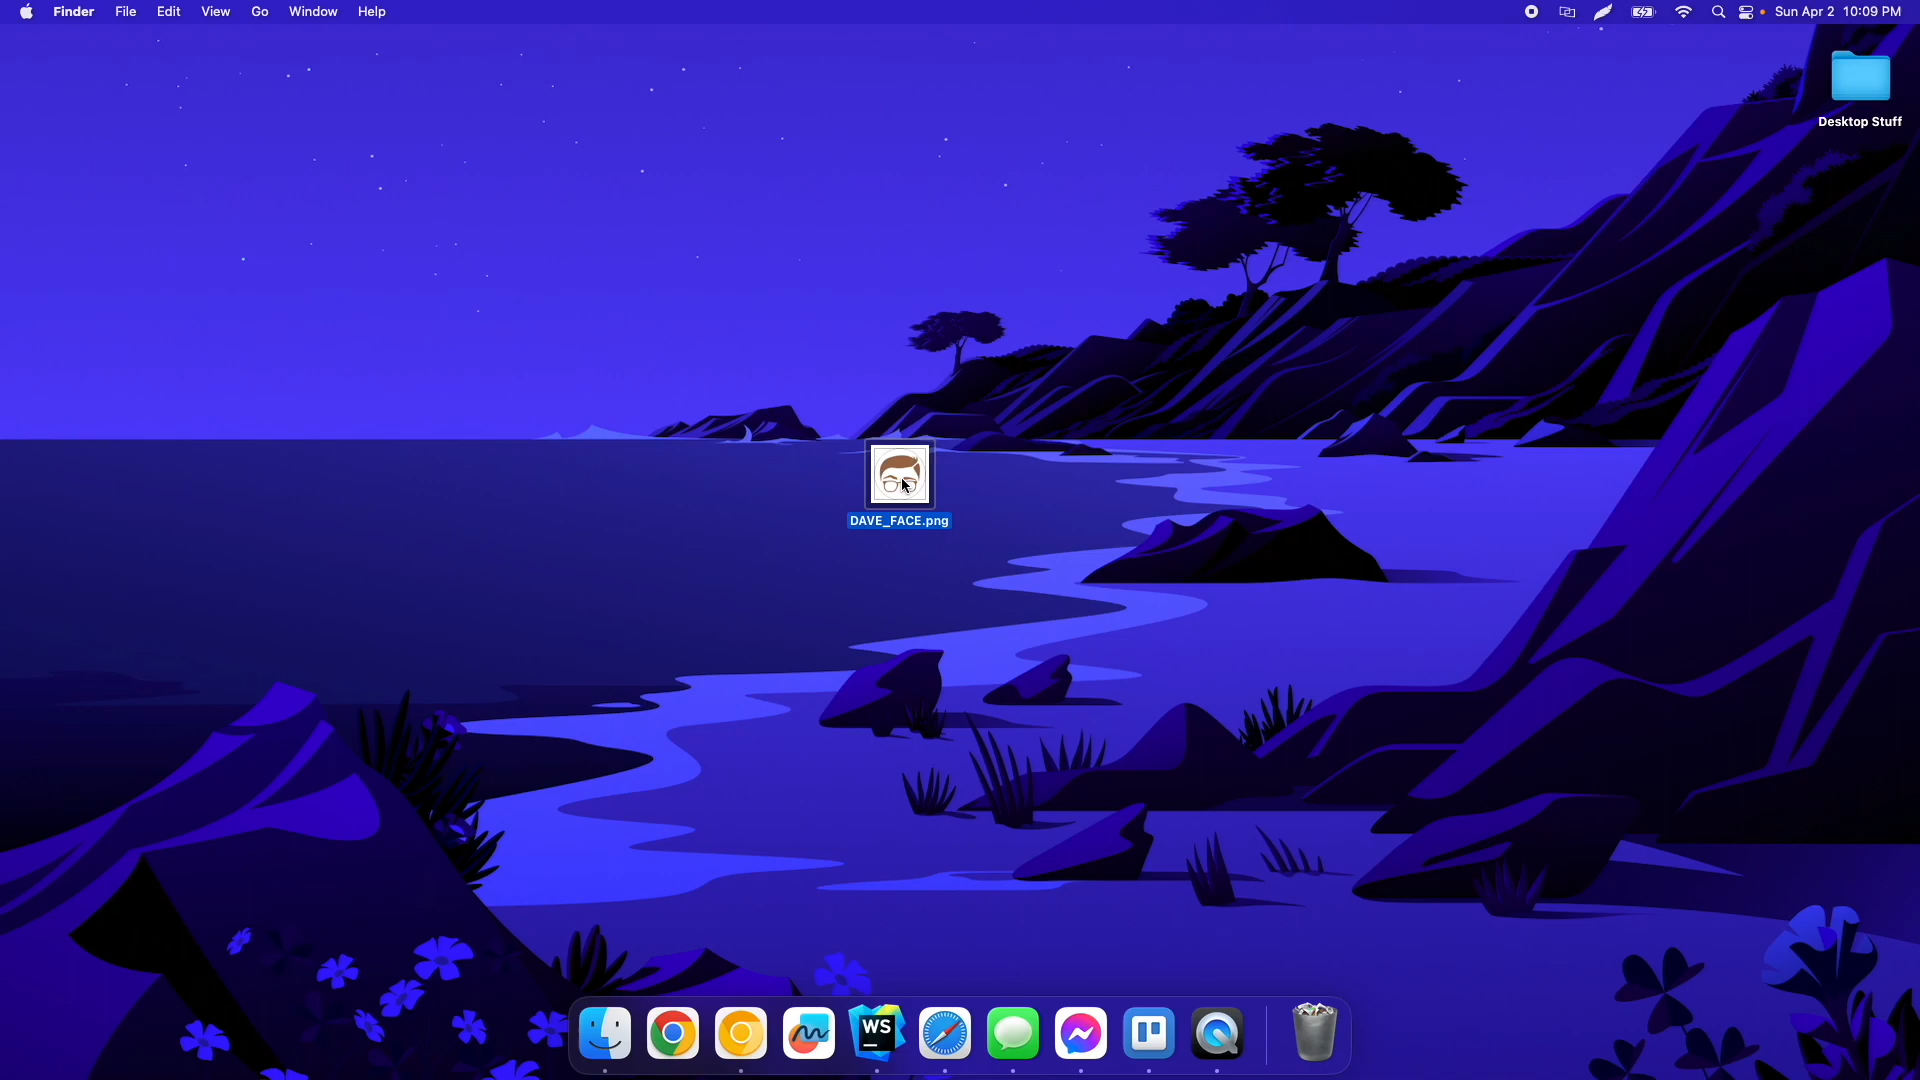 Finder File Edit View Go Window Help Sun Apr 2 10:09 PM
Desktop Stuff
DAVE_FACE.png
WS